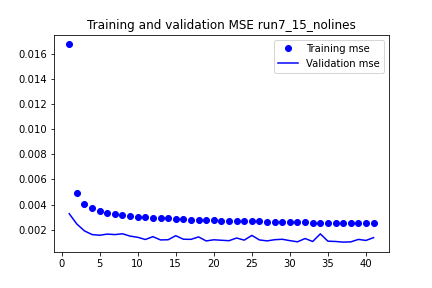 Training and validation MSE run7_15_nolines
Training mse
Validation mse
0.016
0.014
0.012
0.010
0.008
0.006
0.004
0.002
0 5 10 15 20 25 30 35 40